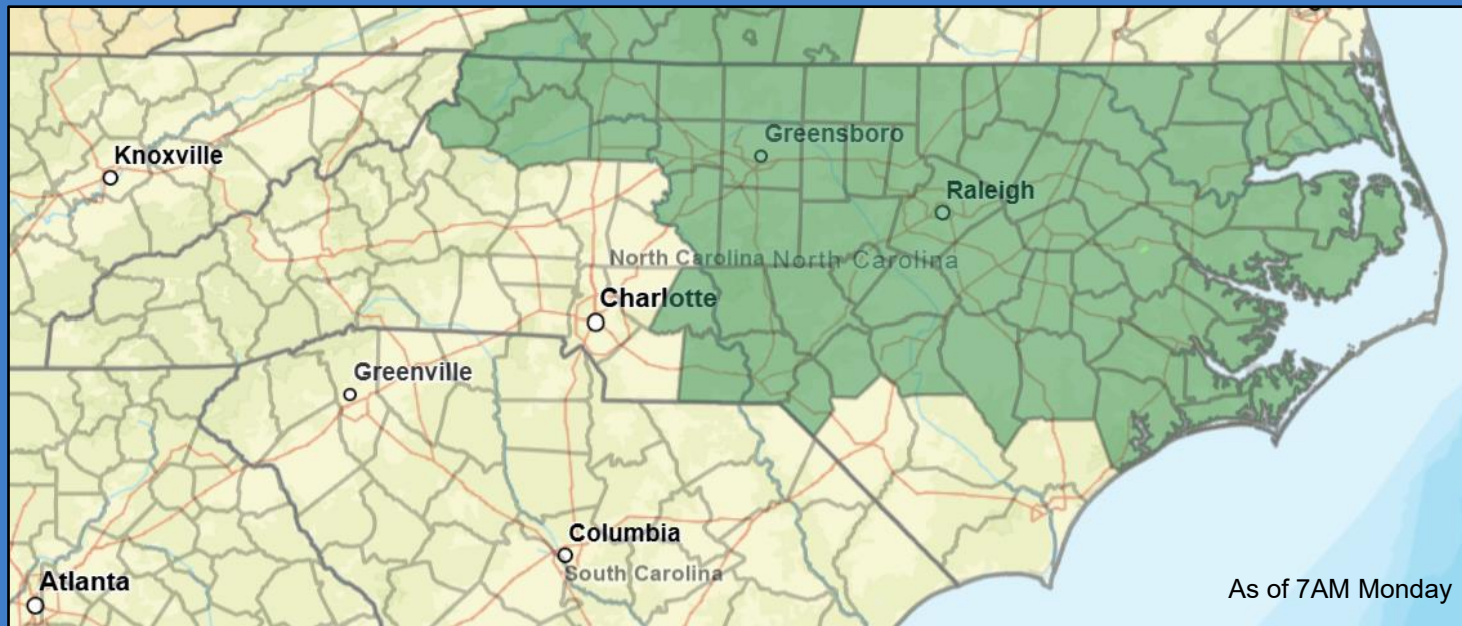 Greensboro
Knoxville
Raleigh
North Carolina North Carolina
Charlotte
Greenville
Columbia
South Carolina
Atlanta
As of 7AM Monday